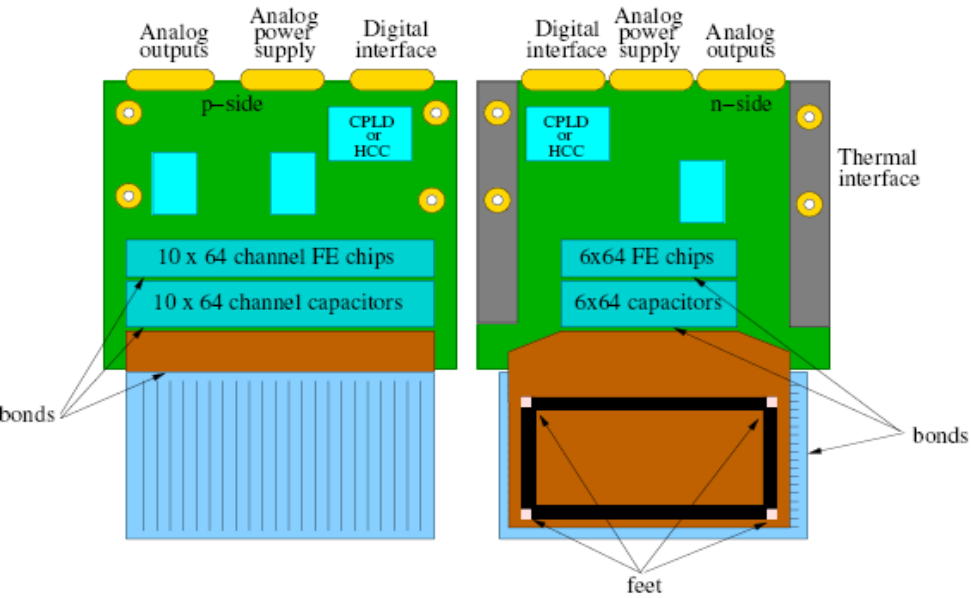 Analog
outputs
Analog
power
supply
Digital
interface
Digital
interface
Analog
power
supply
Analog
outputs
p-side
n-side
CPLD
or
HCC
CPLD
or
HCC
Thermal
interface
10 x 64 channel FE chips
6x64 FE chips
10 x 64 channel capacitors
6x64 capacitors
bonds
bonds
feet